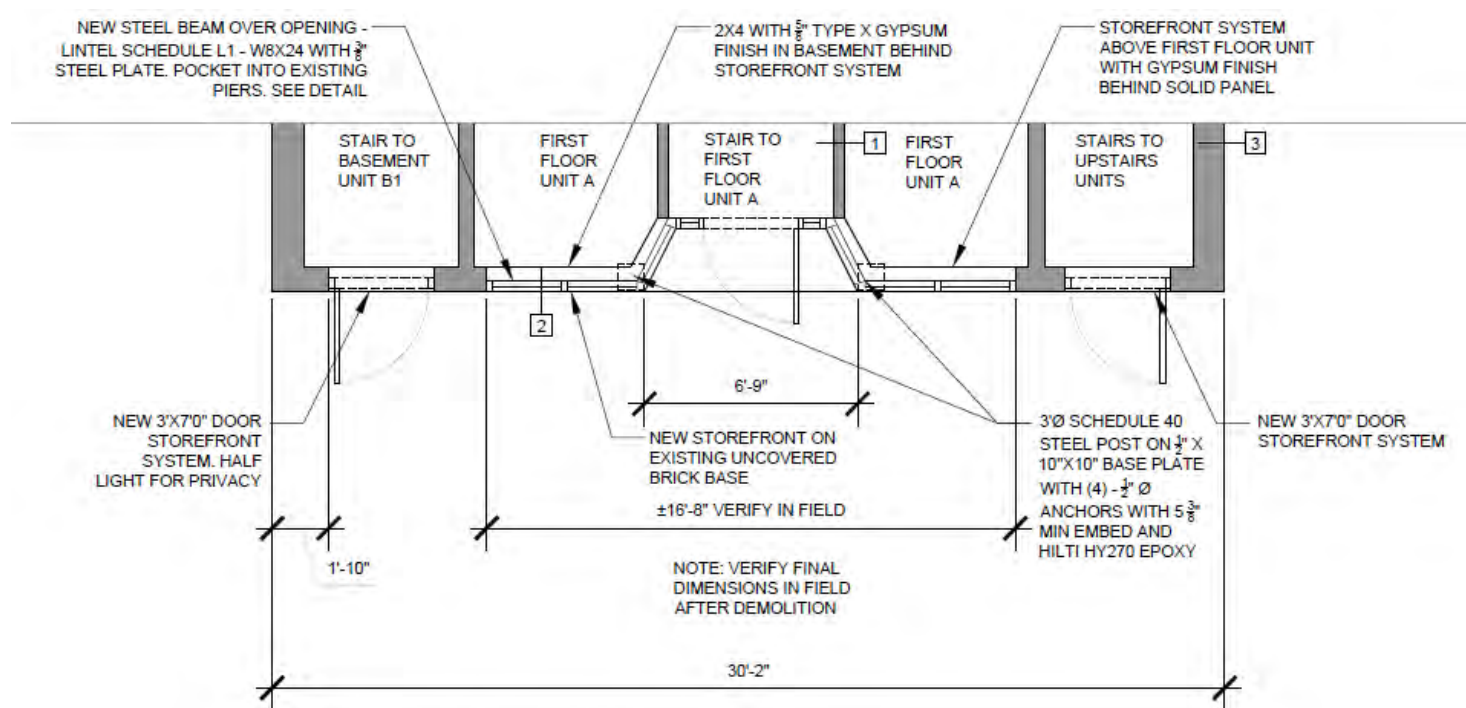 NEW STEEL BEAM OVER OPENING -
LINTEL SCHEDULE L1 - W8X24 WITH 3/8"
STEEL PLATE. POCKET INTO EXISTING
PIERS. SEE DETAIL
2X4 WITH 5/8" TYPE X GYPSUM
FINISH IN BASEMENT BEHIND
STOREFRONT SYSTEM
STOREFRONT SYSTEM
ABOVE FIRST FLOOR UNIT
WITH GYPSUM FINISH
BEHIND SOLID PANEL
STAIR TO
BASEMENT
UNIT B1
FIRST
FLOOR
UNIT A
STAIR TO
FIRST
FLOOR
UNIT A
1
FIRST
FLOOR
UNIT A
STAIRS TO
UPSTAIRS
UNITS
3
2
6'-9"
NEW 3'X7'0" DOOR
STOREFRONT
SYSTEM. HALF
LIGHT FOR PRIVACY
NEW STOREFRONT ON
EXISTING UNCOVERED
BRICK BASE
3'Ø SCHEDULE 40
STEEL POST ON 1/2" X
10"X10" BASE PLATE
WITH (4) - 1/2" Ø
ANCHORS WITH 5 3/8"
MIN EMBED AND
HILTI HY270 EPOXY
NEW 3'X7'0" DOOR
STOREFRONT SYSTEM
±16'-8" VERIFY IN FIELD
1'-10"
NOTE: VERIFY FINAL
DIMENSIONS IN FIELD
AFTER DEMOLITION
30'-2"